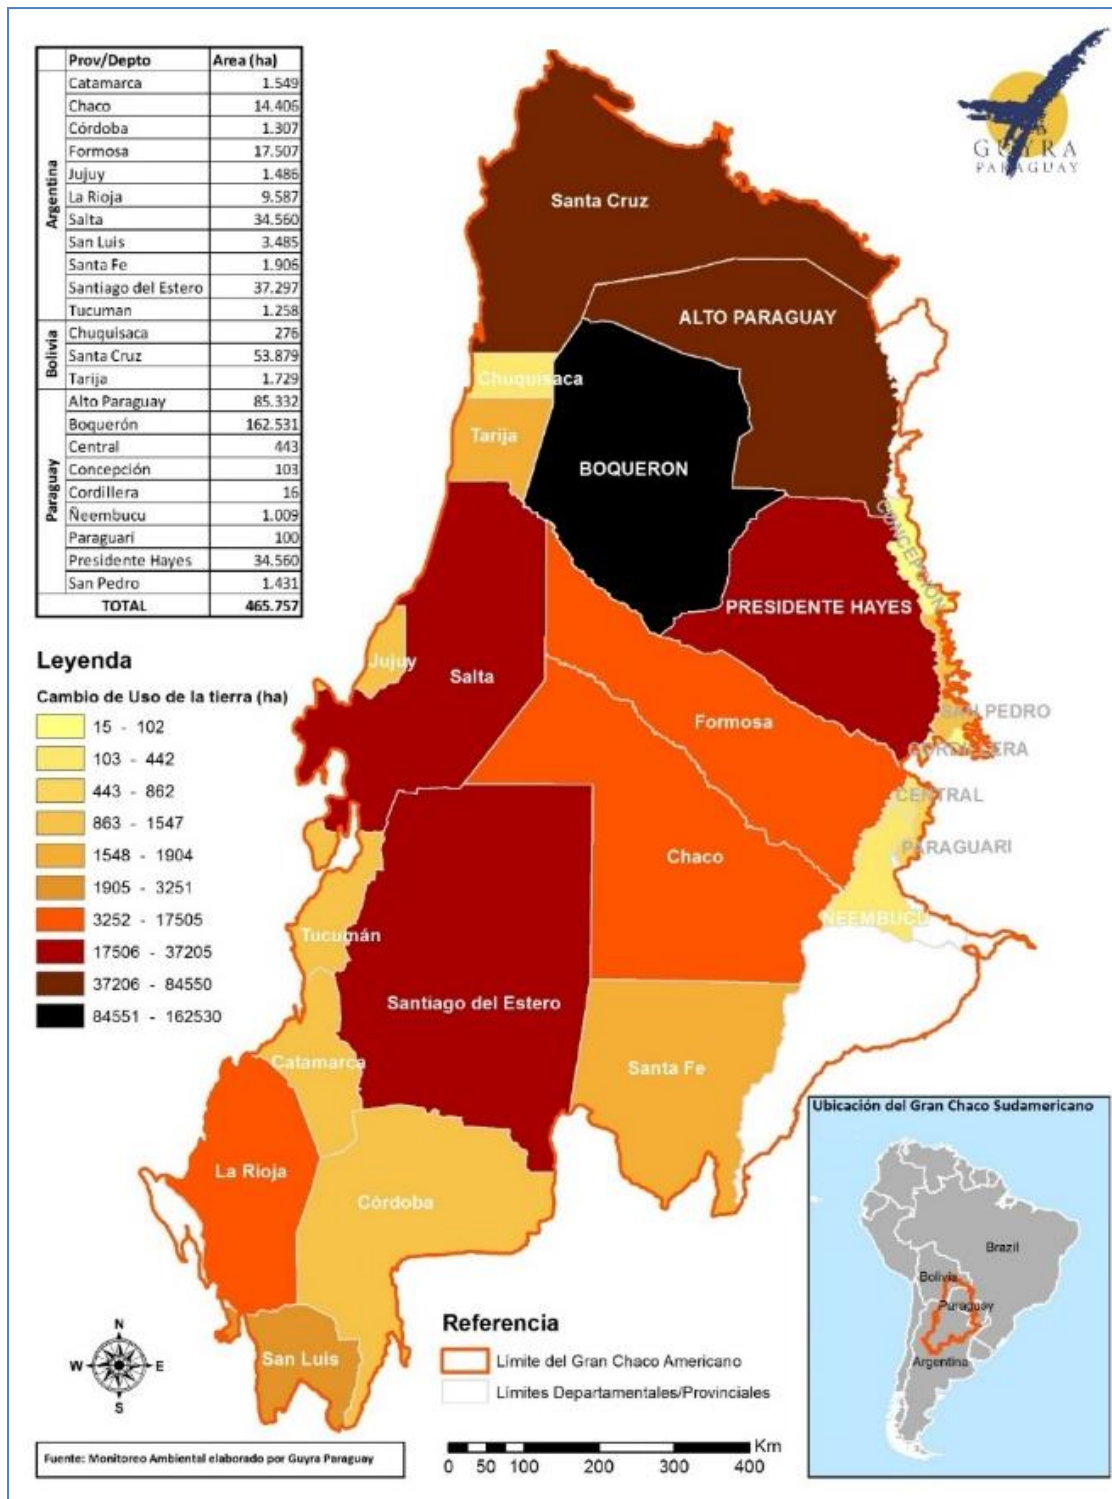 Prov/Depto Area (ha)
Argentina
Catamarca 1.549
Chaco 14.406
Córdoba 1.307
Formosa 17.507
Jujuy 1.486
La Rioja 9.587
Salta 34.560
San Luis 3.485
Santa Fe 1.906
Santiago del Estero 37.297
Tucuman 1.258
Bolivia
Chuquisaca 276
Santa Cruz 53.879
Tarija 1.729
Paraguay
Alto Paraguay 85.332
Boquerón 162.531
Central 443
Concepción 103
Cordillera 16
Ñeembucu 1.009
Paraguari 100
Presidente Hayes 34.560
San Pedro 1.431
TOTAL 465.757
GUYRA
PARAGUAY
Santa Cruz
ALTO PARAGUAY
Chuquisaca
Tarija
BOQUERON
CONCEPCION
PRESIDENTE HAYES
Jujuy
Salta
Formosa
SAN PEDRO
CORDILLERA
CENTRAL
PARAGUARI
Chaco
ÑEEMBUCU
Tucumán
Santiago del Estero
Catamarca
Santa Fe
La Rioja
Córdoba
San Luis
Leyenda
Cambio de Uso de la tierra (ha)
15 - 102
103 - 442
443 - 862
863 - 1547
1548 - 1904
1905 - 3251
3252 - 17505
17506 - 37205
37206 - 84550
84551 - 162530
Ubicación del Gran Chaco Sudamericano
Brazil
Bolivia
Paraguay
Argentina
N
W E
S
Referencia
Límite del Gran Chaco Americano
Límites Departamentales/Provinciales
Km
0 50 100 200 300 400
Fuente: Monitoreo Ambiental elaborado por Guyra Paraguay